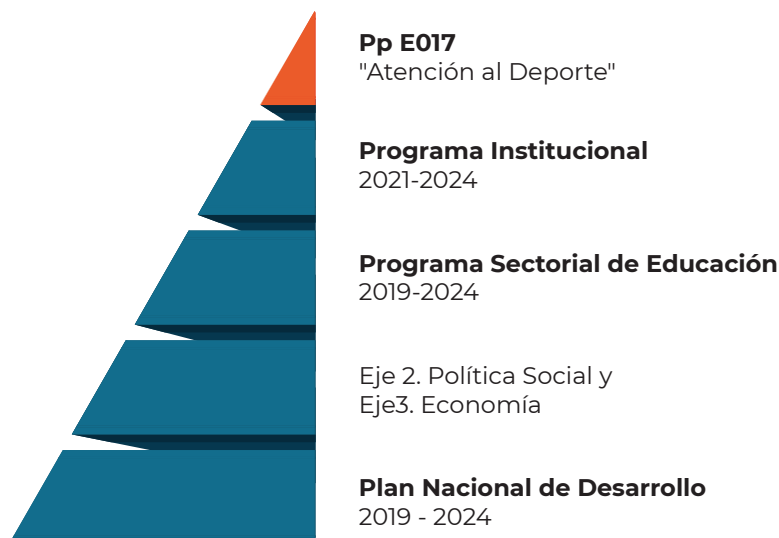 Pp E017
"Atención al Deporte"
Programa Institucional
2021-2024
Programa Sectorial de Educación
2019-2024
Eje 2. Política Social y
Eje3. Economía
Plan Nacional de Desarrollo
2019 - 2024